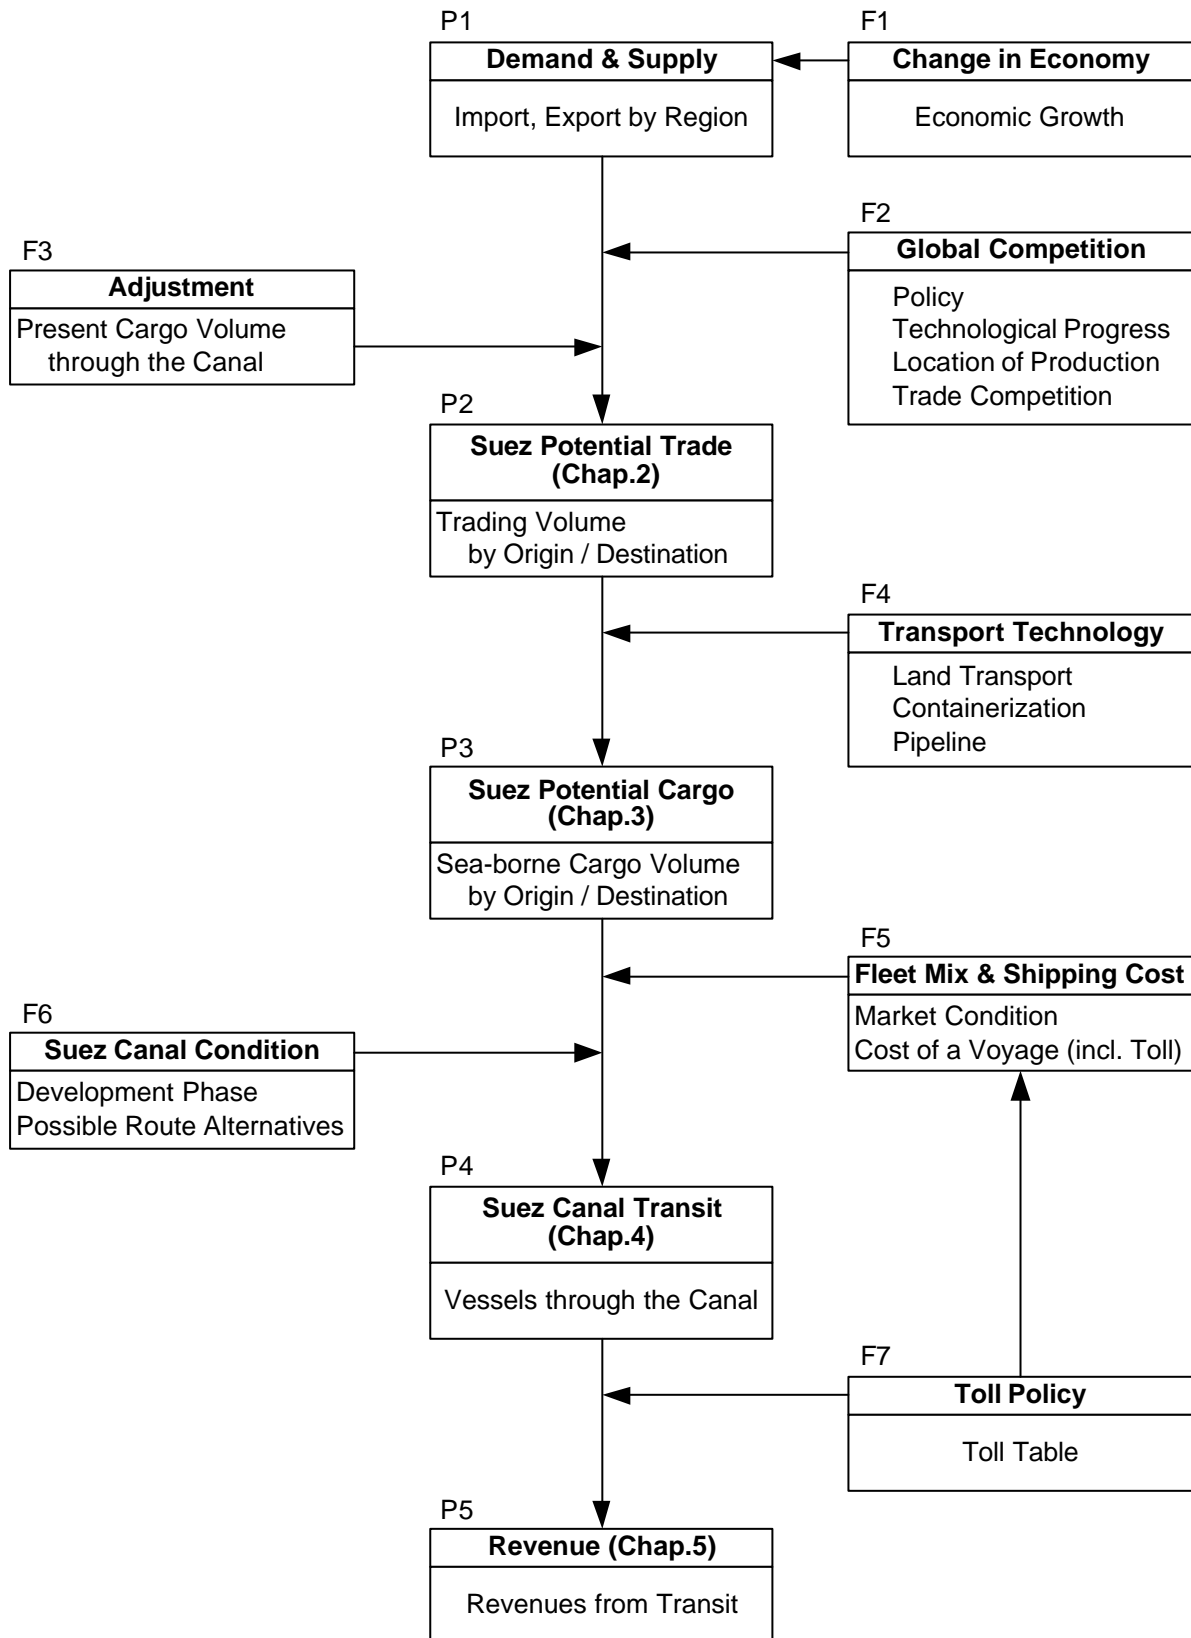 P1
Demand & Supply
Import, Export by Region
F1
Change in Economy
Economic Growth
F2
Global Competition
Policy
Technological Progress
Location of Production
Trade Competition
F3
Adjustment
Present Cargo Volume
through the Canal
P2
Suez Potential Trade
(Chap.2)
Trading Volume
by Origin / Destination
F4
Transport Technology
Land Transport
Containerization
Pipeline
P3
Suez Potential Cargo
(Chap.3)
Sea-borne Cargo Volume
by Origin / Destination
F5
Fleet Mix & Shipping Cost
Market Condition
Cost of a Voyage (incl. Toll)
F6
Suez Canal Condition
Development Phase
Possible Route Alternatives
P4
Suez Canal Transit
(Chap.4)
Vessels through the Canal
F7
Toll Policy
Toll Table
P5
Revenue (Chap.5)
Revenues from Transit